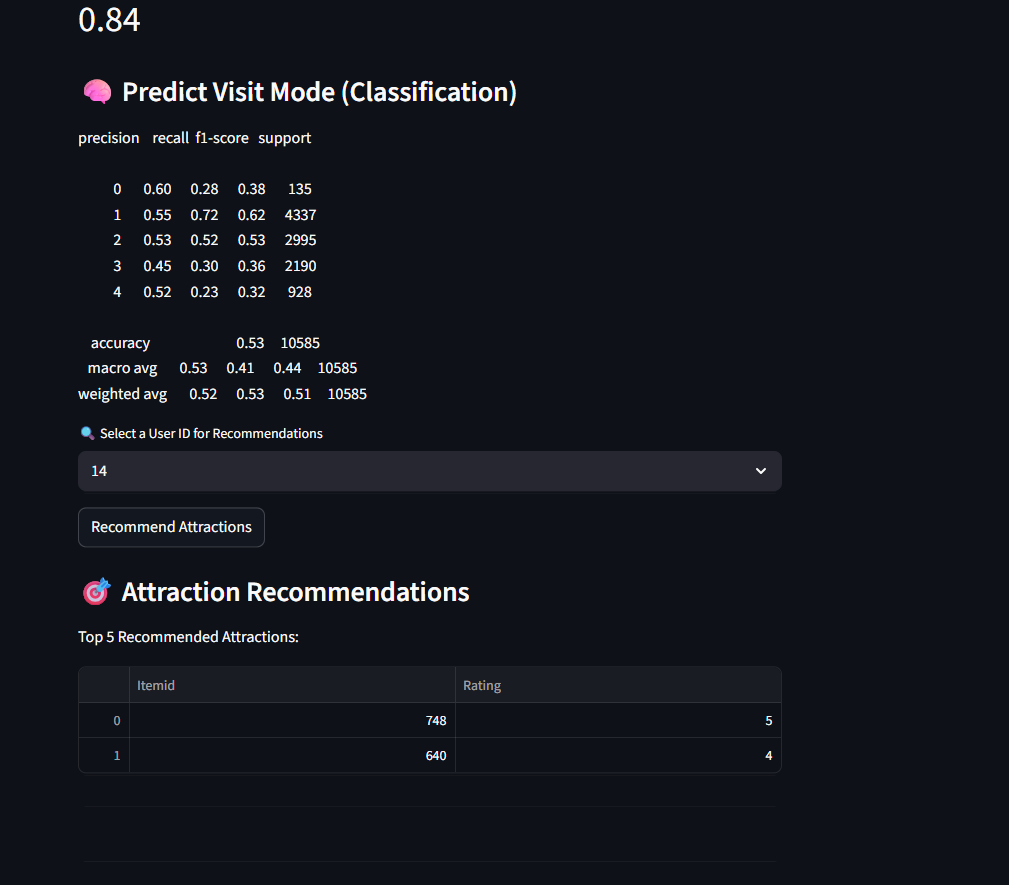 0.84
🧠 Predict Visit Mode (Classification)
precision recall f1-score support
0 0.60 0.28 0.38 135
1 0.55 0.72 0.62 4337
2 0.53 0.52 0.53 2995
3 0.45 0.30 0.36 2190
4 0.52 0.23 0.32 928
accuracy 0.53 10585
macro avg 0.53 0.41 0.44 10585
weighted avg 0.52 0.53 0.51 10585
🔍 Select a User ID for Recommendations
14
Recommend Attractions
🎯 Attraction Recommendations
Top 5 Recommended Attractions:
Itemid Rating
0 748 5
1 640 4